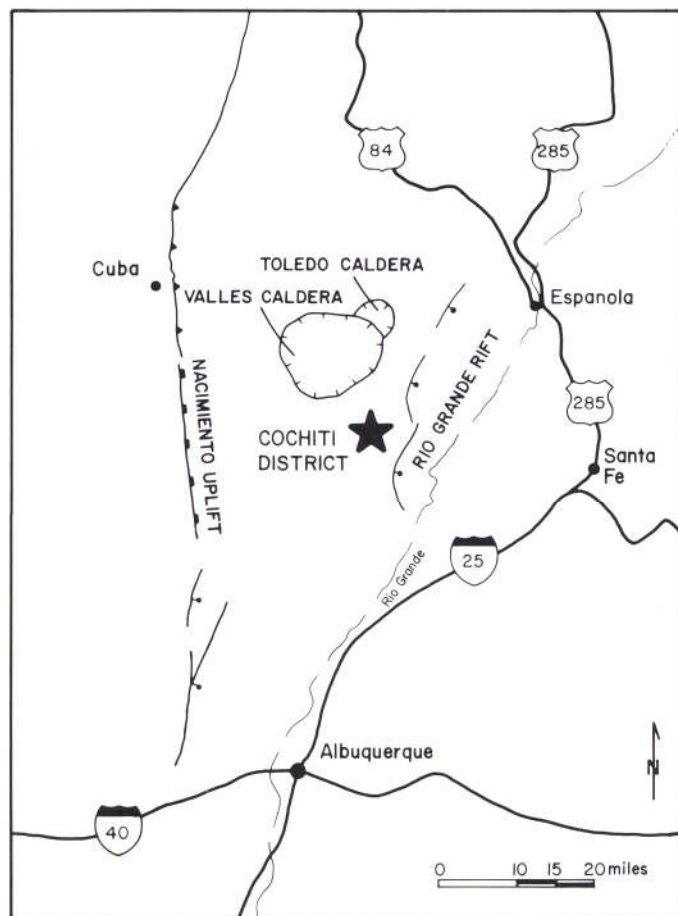 84
285
Cuba
TOLEDO CALDERA
VALLES CALDERA
Espanola
NACIMIENTO UPLIFT
RIO GRANDE RIFT
285
COCHITI
DISTRICT
Santa
Fe
25
Rio Grande
Albuquerque
N
40
0 10 15 20 miles